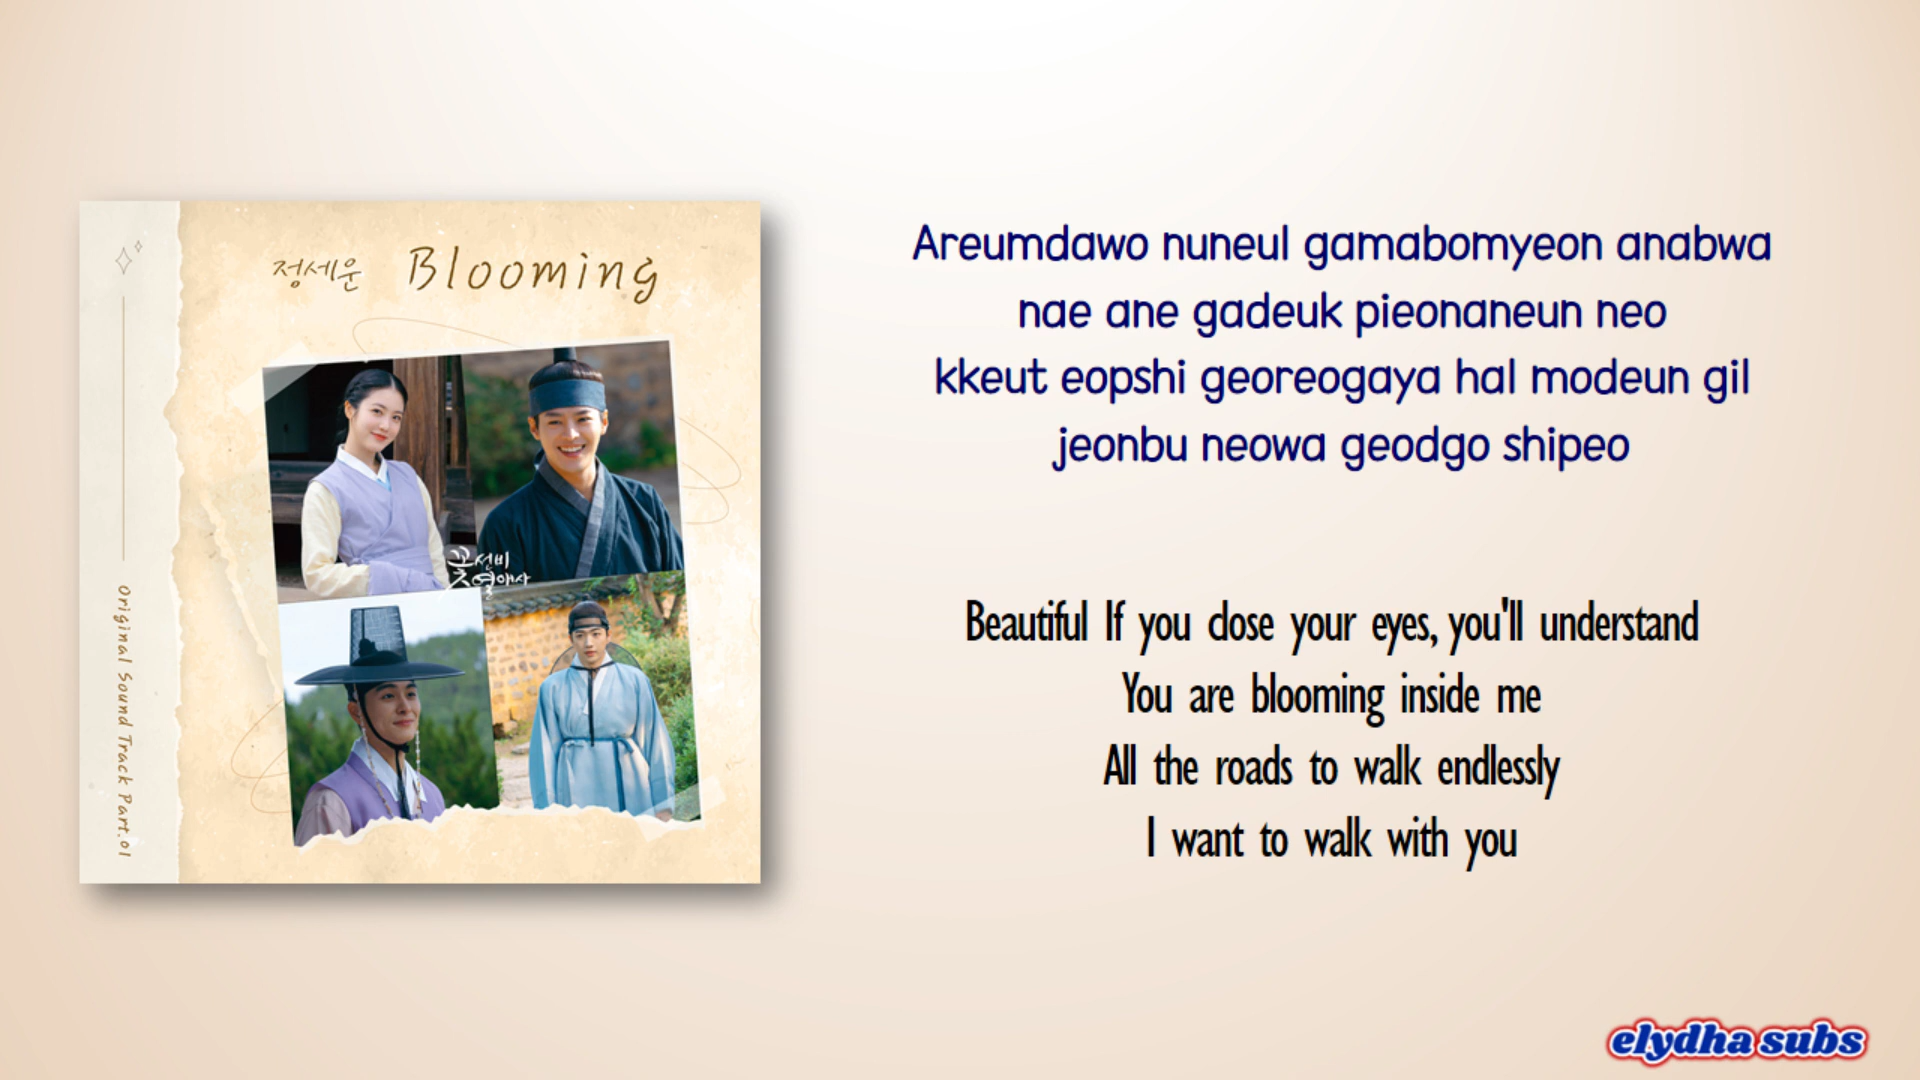 정세운 Blooming
꽃선비
열애사
Original Sound Track Part.01
Areumdawo nuneul gamabomyeon anabwa
nae ane gadeuk pieonaneun neo
kkeut eopshi georeogaya hal modeun gil
jeonbu neowa geodgo shipeo
Beautiful If you close your eyes, you'll understand
You are blooming inside me
All the roads to walk endlessly
I want to walk with you
elydha subs